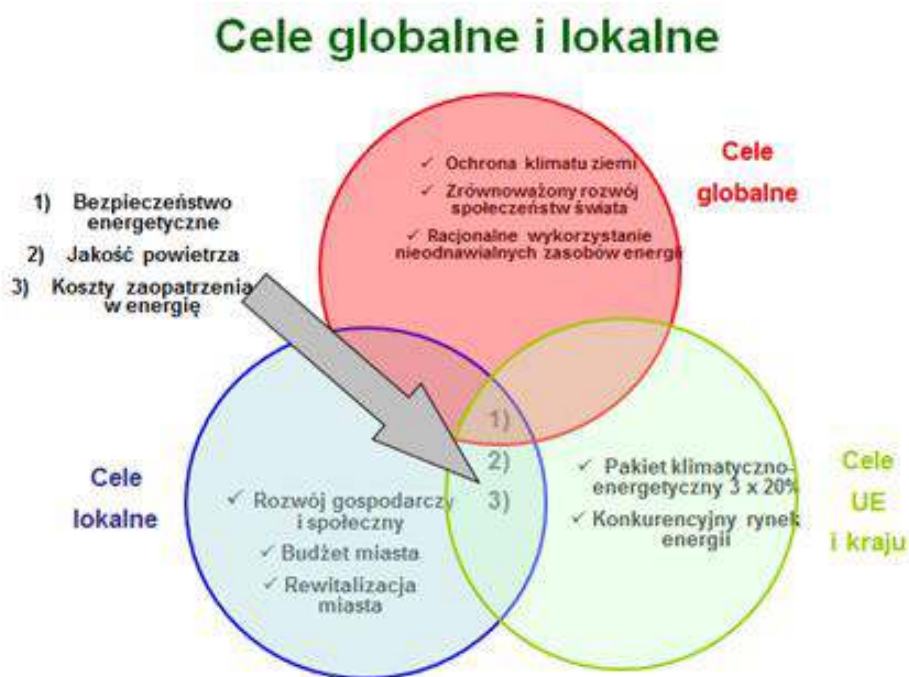 Cele globalne i lokalne
Cele
globalne
✓ Ochrona klimatu ziemi
✓ Zrównoważony rozwój
społeczeństw świata
✓ Racjonalne wykorzystanie
nieodnawialnych zasobów energii
1) Bezpieczeństwo
energetyczne
2) Jakość powietrza
3) Koszty zaopatrzenia
w energię
1)
2)
3)
Cele
lokalne
✓ Rozwój gospodarczy
i społeczny
✓ Budżet miasta
✓ Rewitalizacja
miasta
✓ Pakiet klimatyczno-
energetyczny 3 x 20%
✓ Konkurencyjny rynek
energii
Cele
UE
i kraju